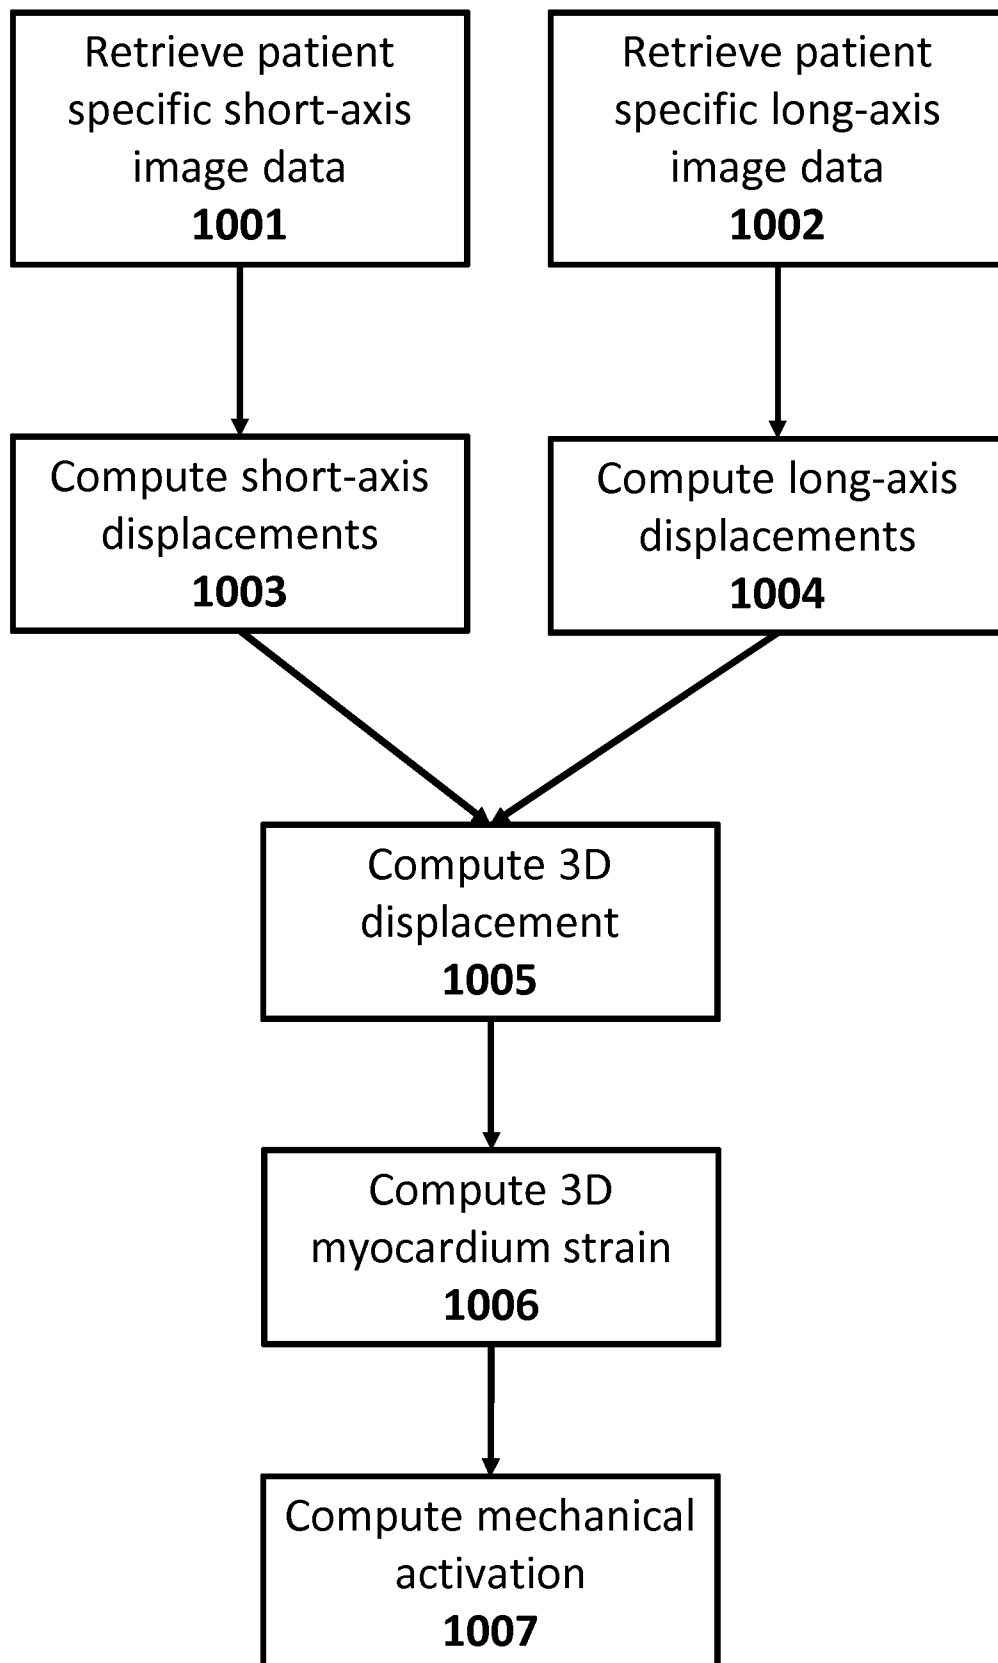 Retrieve patient
specific short-axis
image data
1001
Retrieve patient
specific long-axis
image data
1002
Compute short-axis
displacements
1003
Compute long-axis
displacements
1004
Compute 3D
displacement
1005
Compute 3D
myocardium strain
1006
Compute mechanical
activation
1007